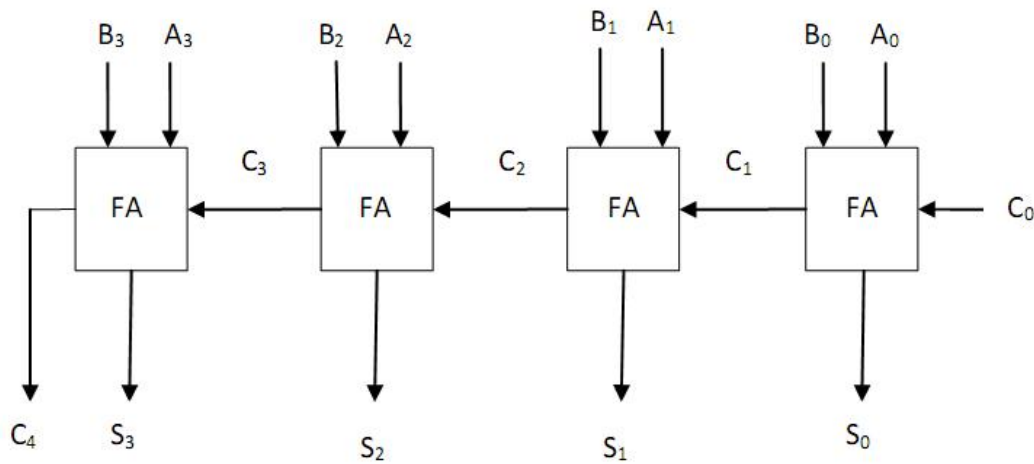 B₃ A₃ B₂ A₂ B₁ A₁ B₀ A₀
C₃ C₂ C₁
FA FA FA FA C₀
C₄ S₃ S₂ S₁ S₀